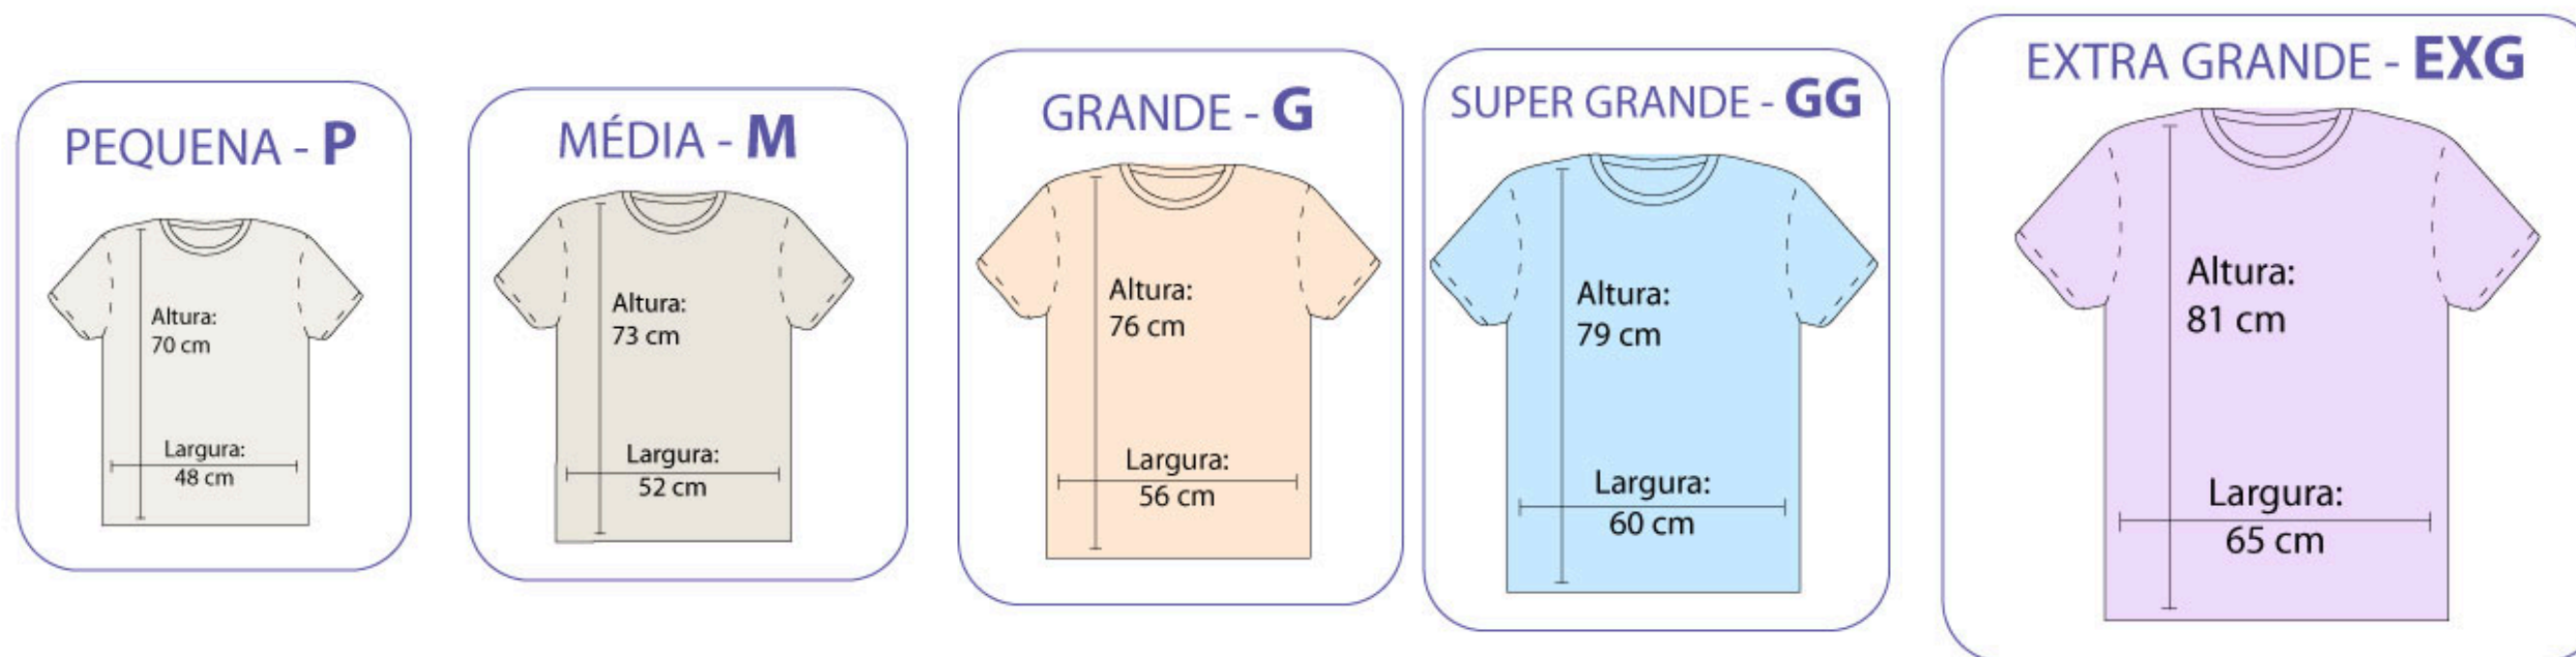 PEQUENA - P
Altura:
70 cm
Largura:
48 cm
MÉDIA - M
Altura:
73 cm
Largura:
52 cm
GRANDE - G
Altura:
76 cm
Largura:
56 cm
SUPER GRANDE - GG
Altura:
79 cm
Largura:
60 cm
EXTRA GRANDE - EXG
Altura:
81 cm
Largura:
65 cm